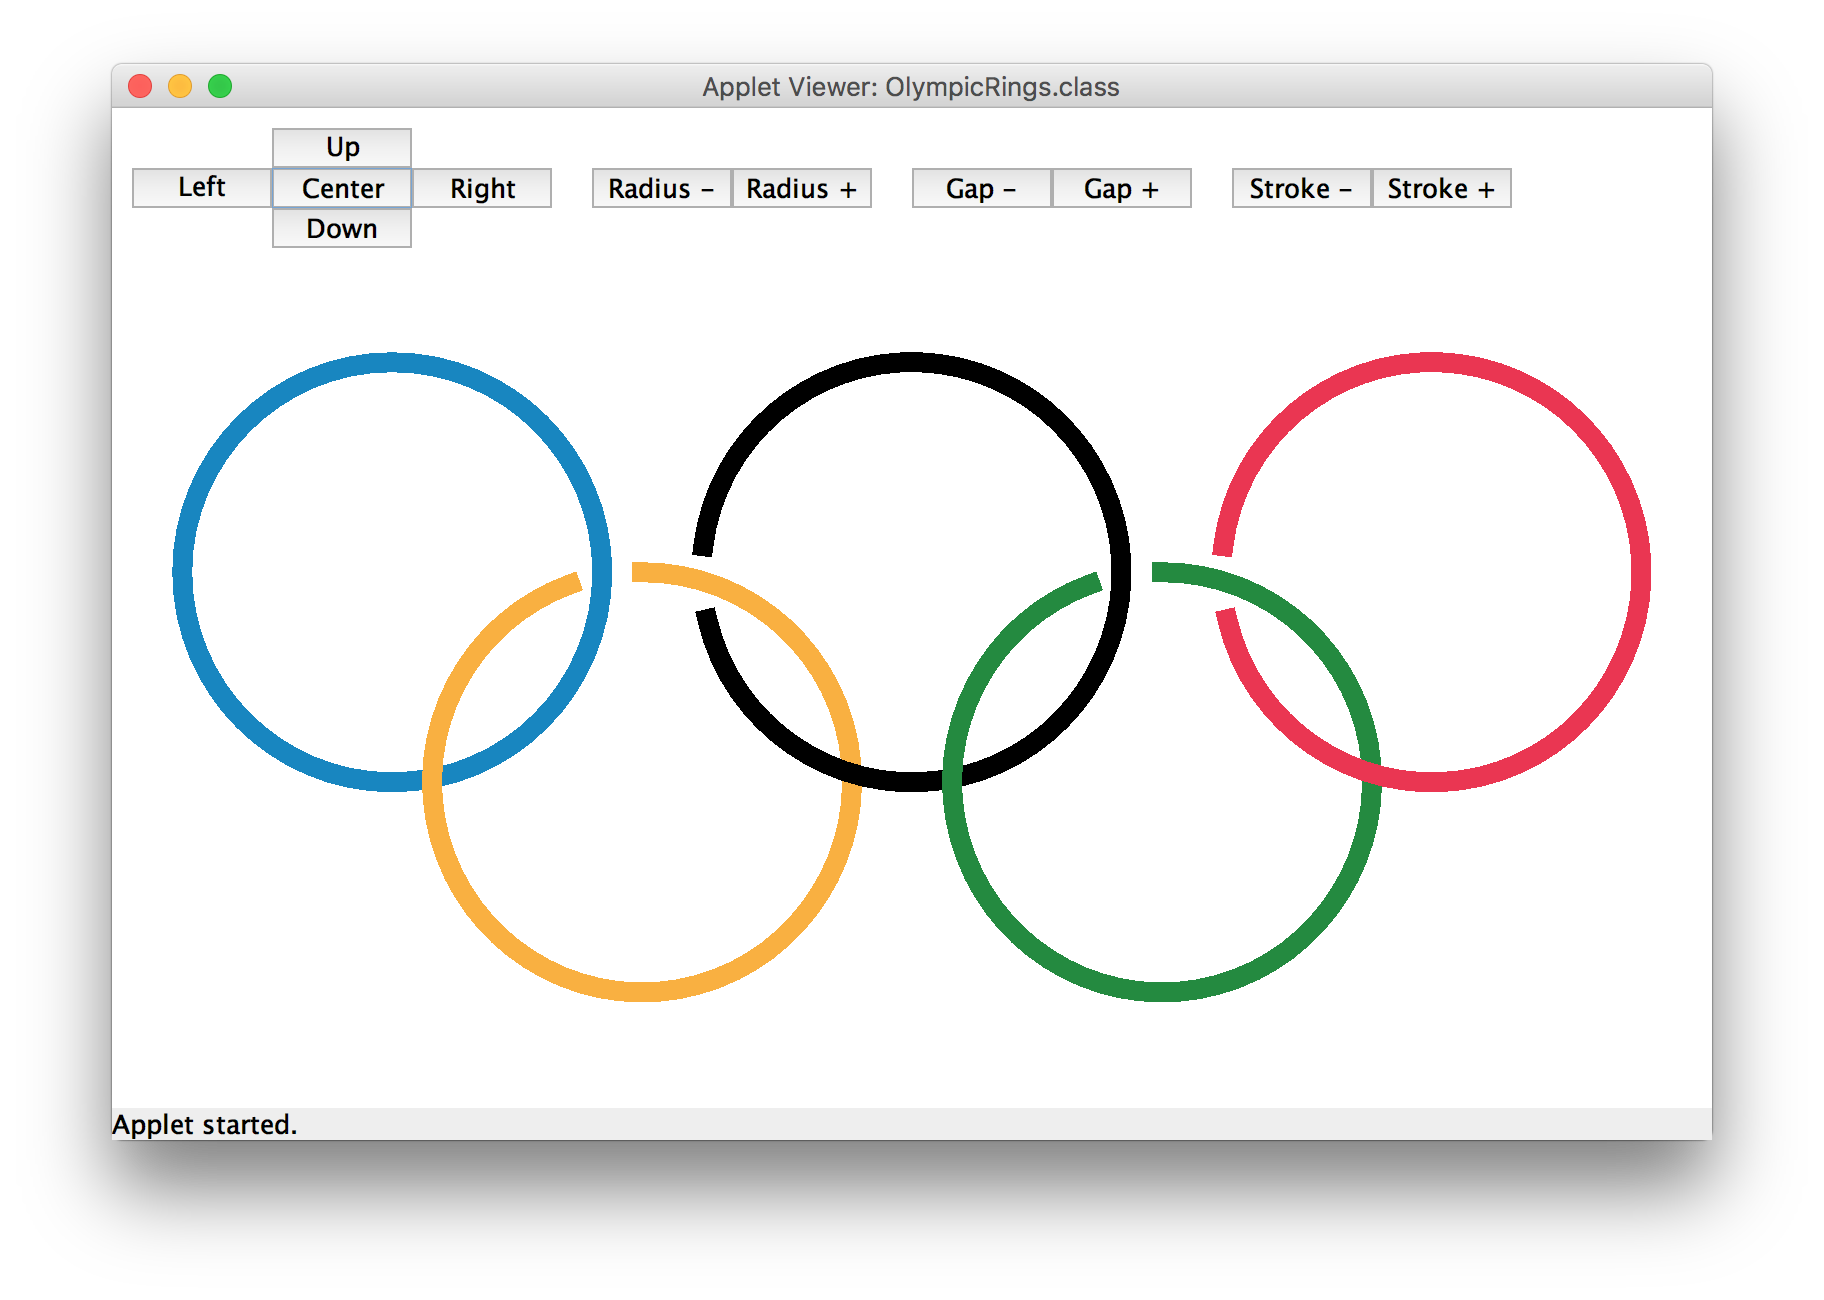 Applet Viewer: OlympicRings.class
Up
Left Center Right Radius - Radius + Gap - Gap + Stroke - Stroke +
Down
Applet started.